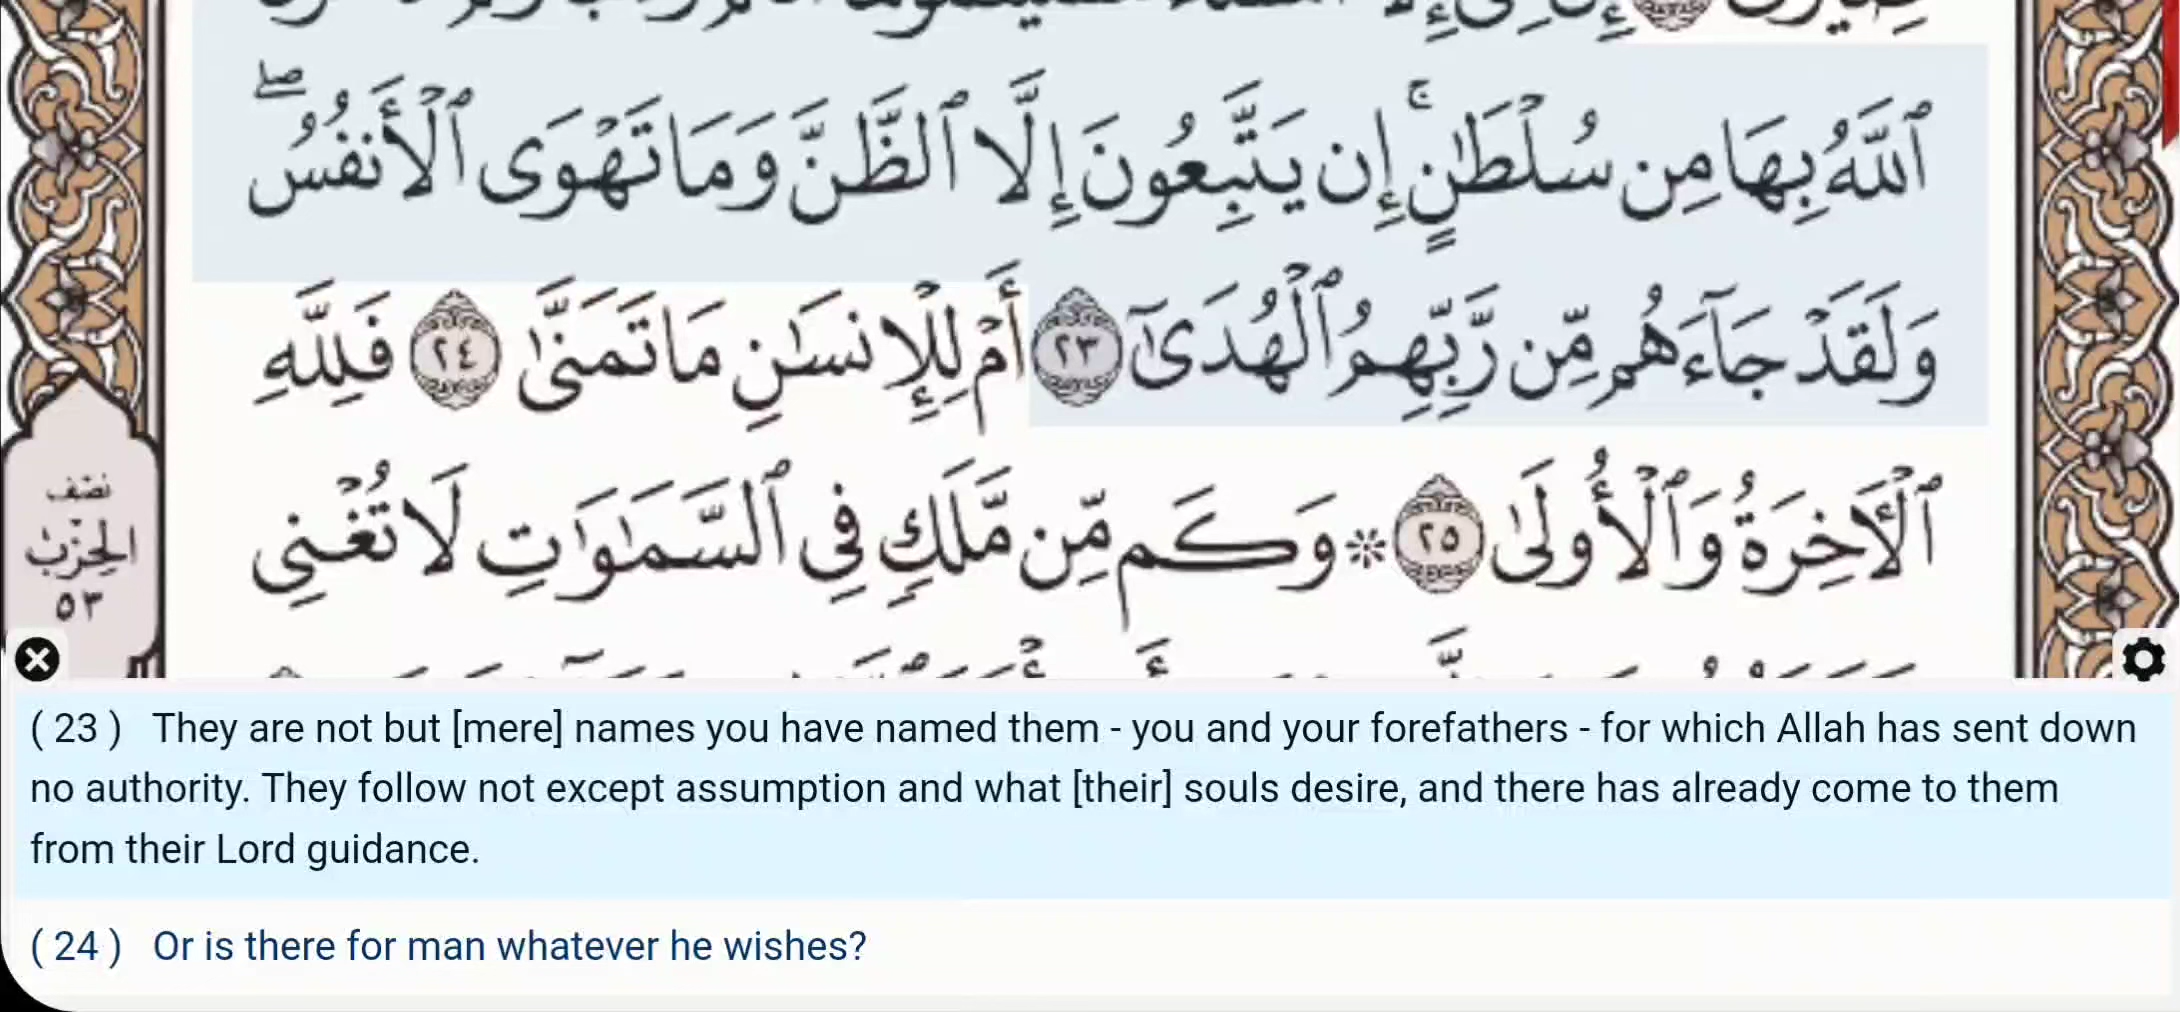 ٱللَّهُ بِهَا مِن سُلْطَٰنٍ ۚ إِن يَتَّبِعُونَ إِلَّا ٱلظَّنَّ وَمَا تَهْوَى ٱلْأَنفُسُ ۖ
وَلَقَدْ جَآءَهُم مِّن رَّبِّهِمُ ٱلْهُدَىٰٓ ٢٣ أَمْ لِلْإِنسَٰنِ مَا تَمَنَّىٰ ٢٤ فَلِلَّهِ
ٱلْءَاخِرَةُ وَٱلْأُولَىٰ ٢٥ ۞ وَكَم مِّن مَّلَكٍ فِى ٱلسَّمَٰوَٰتِ لَا تُغْنِى
نصف
الحزب
٥٣
( 23 ) They are not but [mere] names you have named them - you and your forefathers - for which Allah has sent down
no authority. They follow not except assumption and what [their] souls desire, and there has already come to them
from their Lord guidance.
( 24 ) Or is there for man whatever he wishes?